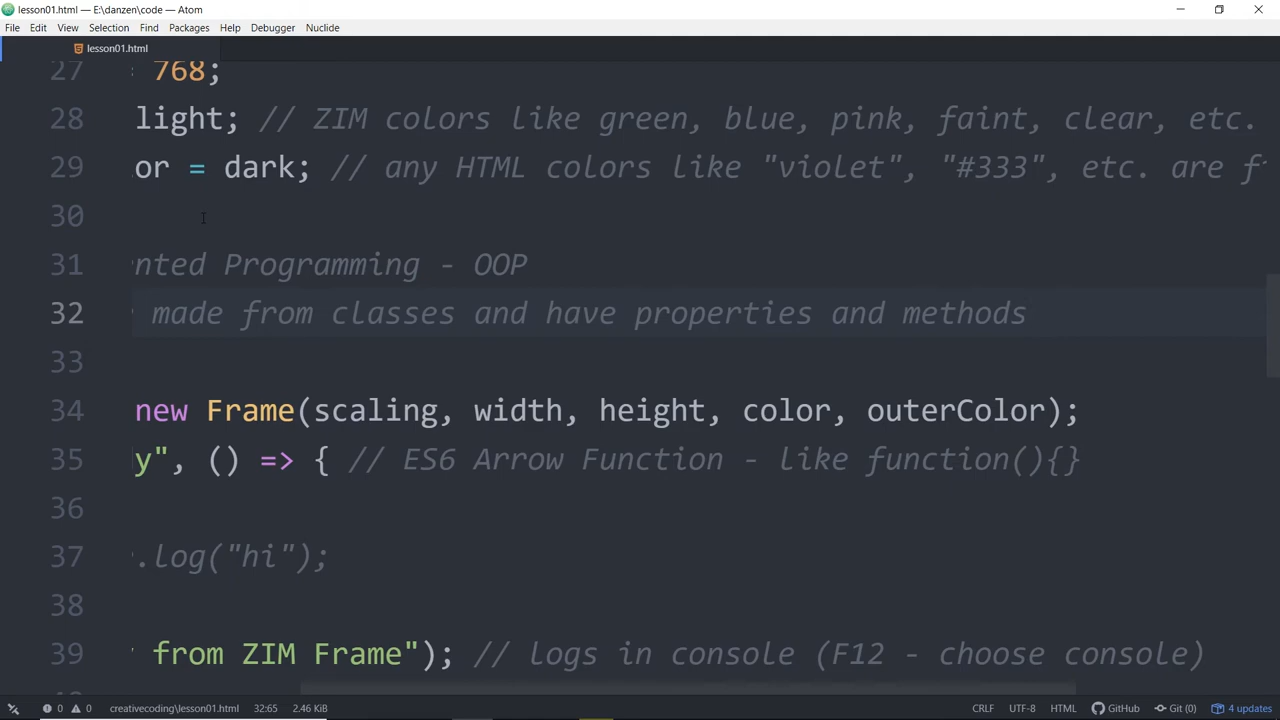 lesson01.html — E:\danzen\code — Atom
File Edit View Selection Find Packages Help Debugger Nuclide
lesson01.html
27 = 768;
28 light; // ZIM colors like green, blue, pink, faint, clear, etc.
29 or = dark; // any HTML colors like "violet", "#333", etc. are f
30
31 nted Programming - OOP
32 made from classes and have properties and methods
33
34 new Frame(scaling, width, height, color, outerColor);
35 y", () => { // ES6 Arrow Function - like function(){}
36
37 .log("hi");
38
39 from ZIM Frame"); // logs in console (F12 - choose console)
0 0 creativecoding\lesson01.html 32:65 2.46 KiB CRLF UTF-8 HTML GitHub Git (0) 4 updates